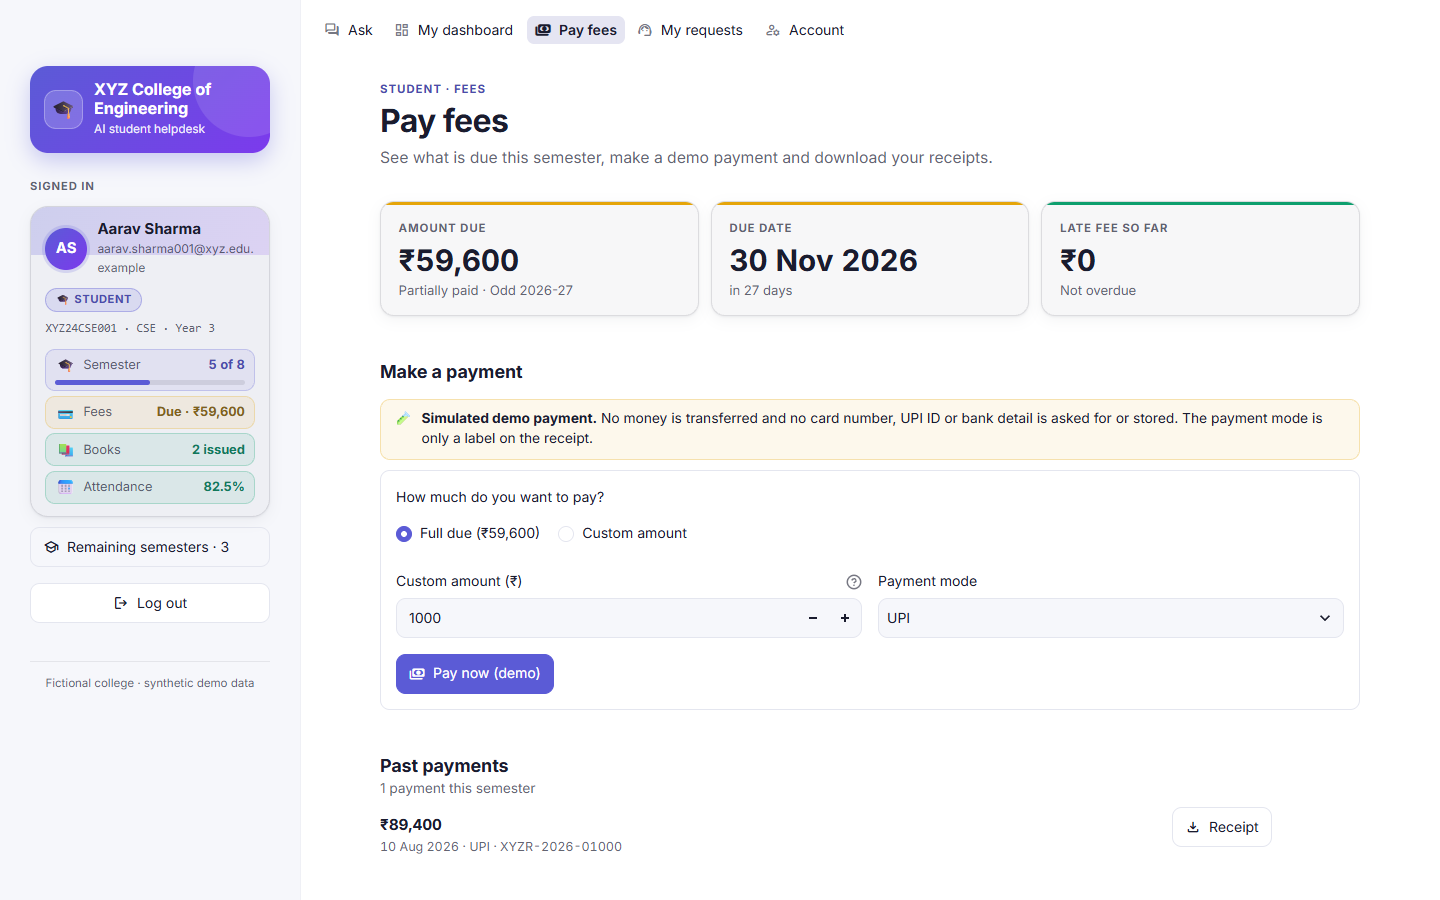 Ask
My dashboard
Pay fees
My requests
Account
XYZ College of
Engineering
AI student helpdesk
SIGNED IN
AS
Aarav Sharma
aarav.sharma001@xyz.edu.
example
STUDENT
XYZ24CSE001 · CSE · Year 3
Semester 5 of 8
Fees Due · ₹59,600
Books 2 issued
Attendance 82.5%
Remaining semesters · 3
Log out
Fictional college · synthetic demo data
STUDENT · FEES
Pay fees
See what is due this semester, make a demo payment and download your receipts.
AMOUNT DUE
₹59,600
Partially paid · Odd 2026-27
DUE DATE
30 Nov 2026
in 27 days
LATE FEE SO FAR
₹0
Not overdue
Make a payment
Simulated demo payment. No money is transferred and no card number, UPI ID or bank detail is asked for or stored. The payment mode is
only a label on the receipt.
How much do you want to pay?
Full due (₹59,600)
Custom amount
Custom amount (₹)
1000
Payment mode
UPI
Pay now (demo)
Past payments
1 payment this semester
₹89,400
10 Aug 2026 · UPI · XYZR-2026-01000
Receipt